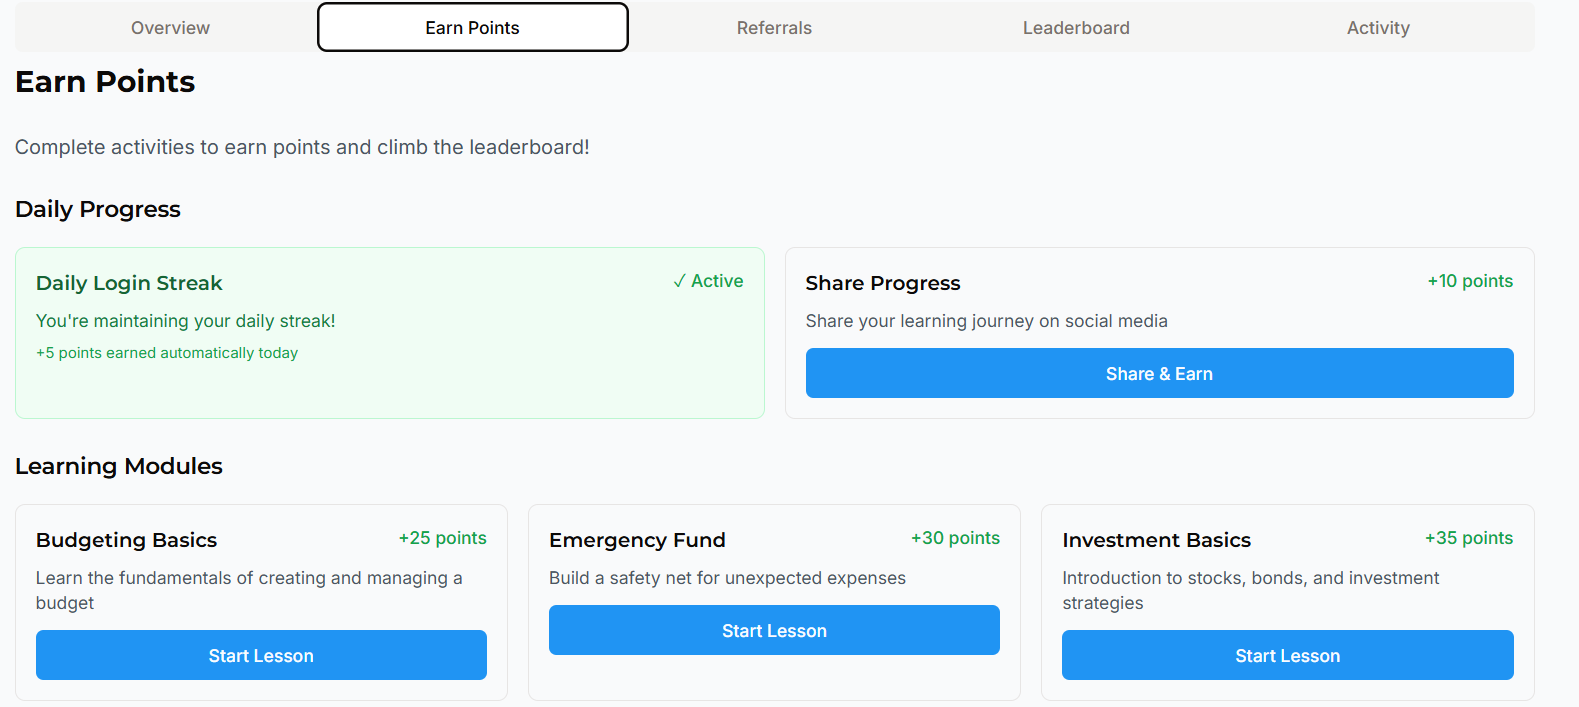 Overview
Earn Points
Referrals
Leaderboard
Activity
Earn Points
Complete activities to earn points and climb the leaderboard!
Daily Progress
Daily Login Streak
✓ Active
You're maintaining your daily streak!
+5 points earned automatically today
Share Progress
+10 points
Share your learning journey on social media
Share & Earn
Learning Modules
Budgeting Basics
+25 points
Learn the fundamentals of creating and managing a
budget
Start Lesson
Emergency Fund
+30 points
Build a safety net for unexpected expenses
Start Lesson
Investment Basics
+35 points
Introduction to stocks, bonds, and investment
strategies
Start Lesson